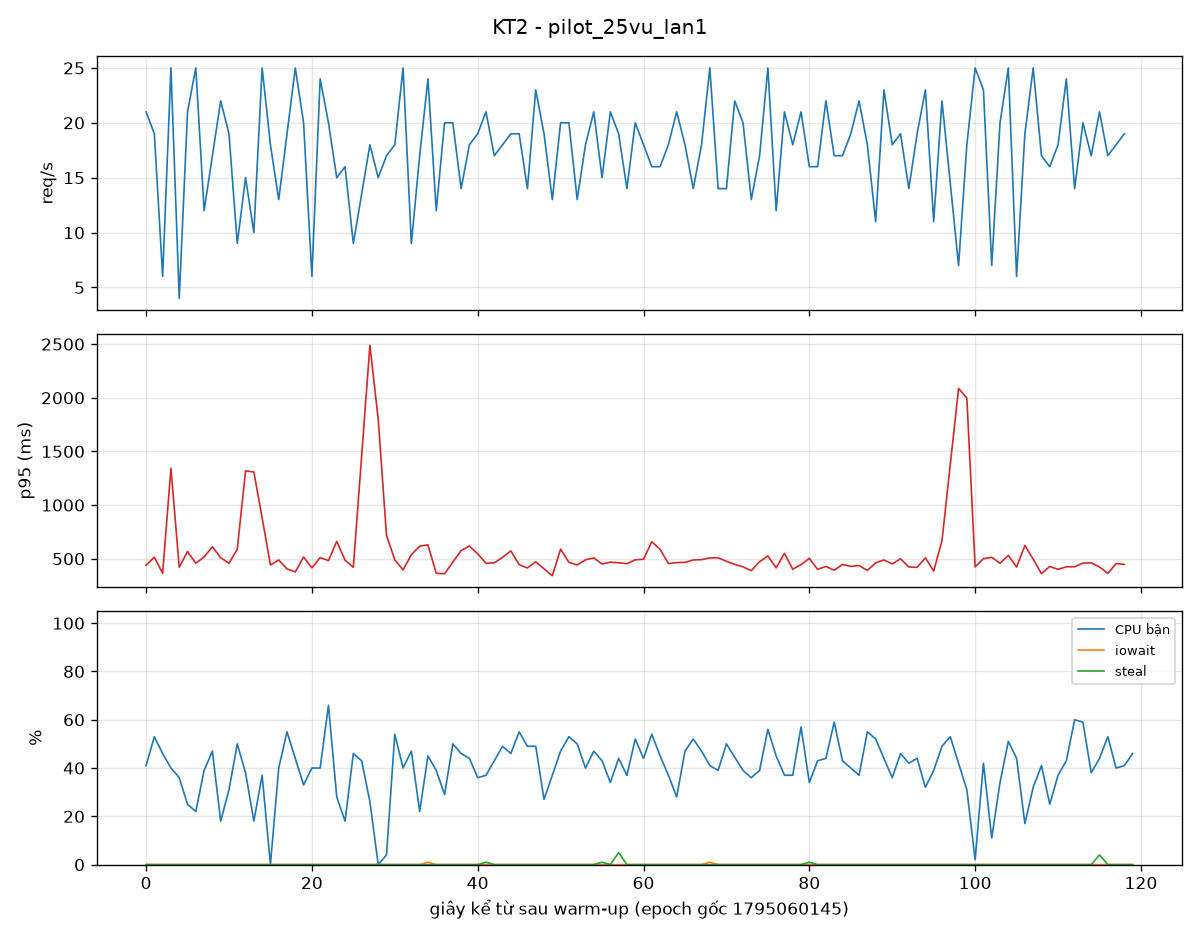 KT2 - pilot_25vu_lan1
25
20
15
10
5
req/s
2500
2000
1500
1000
500
p95 (ms)
100
80
60
40
20
0
%
CPU bận
iowait
steal
0 20 40 60 80 100 120
giây kể từ sau warm-up (epoch gốc 1795060145)